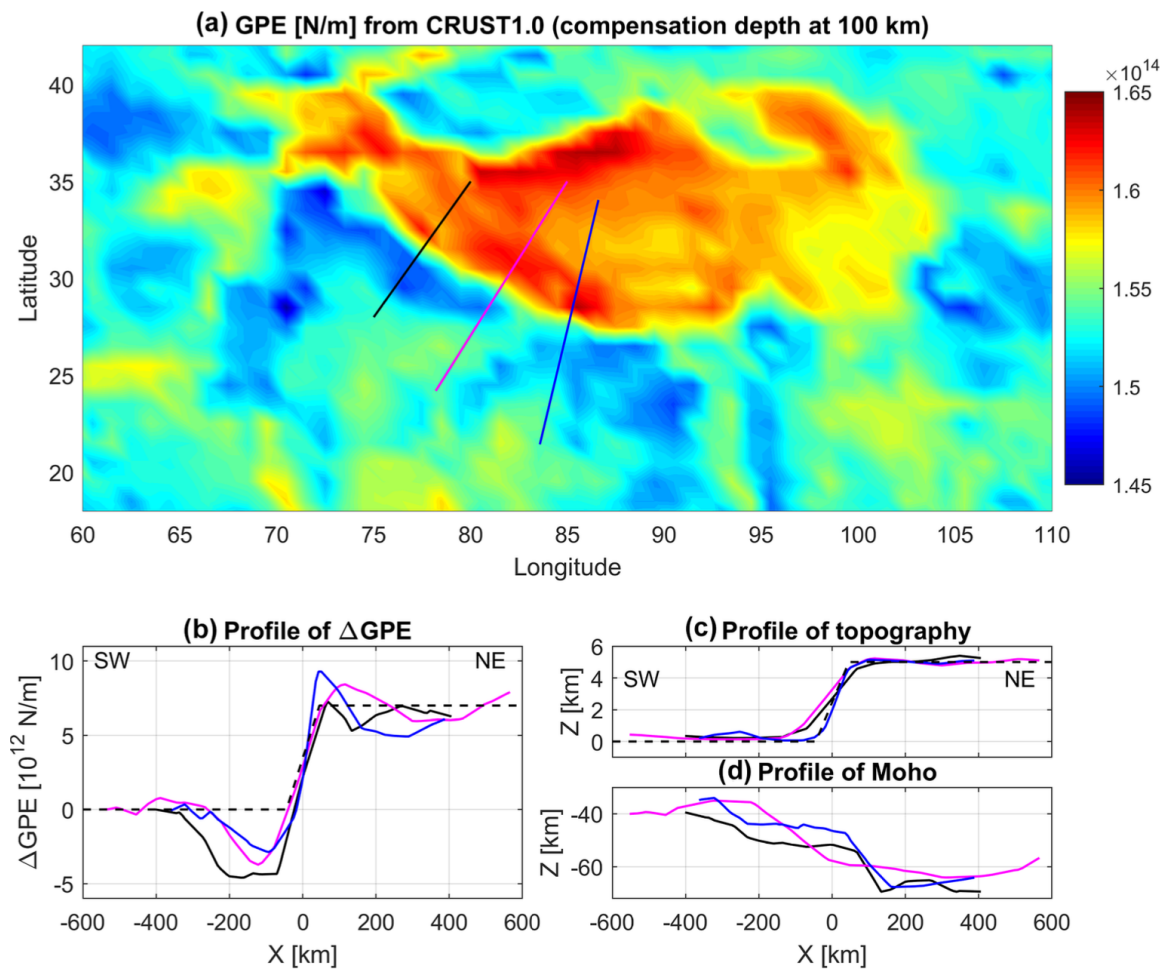 (a) GPE [N/m] from CRUST1.0 (compensation depth at 100 km)
×10^14
40
35
30
25
20
Latitude
60 65 70 75 80 85 90 95 100 105 110
Longitude
165
1.6
1.55
1.5
1.45
(b) Profile of ΔGPE
SW NE
10
5
0
-5
ΔGPE [10^12 N/m]
-600 -400 -200 0 200 400 600
X [km]
(c) Profile of topography
SW NE
6
4
2
0
Z [km]
(d) Profile of Moho
-40
-60
Z [km]
-600 -400 -200 0 200 400 600
X [km]